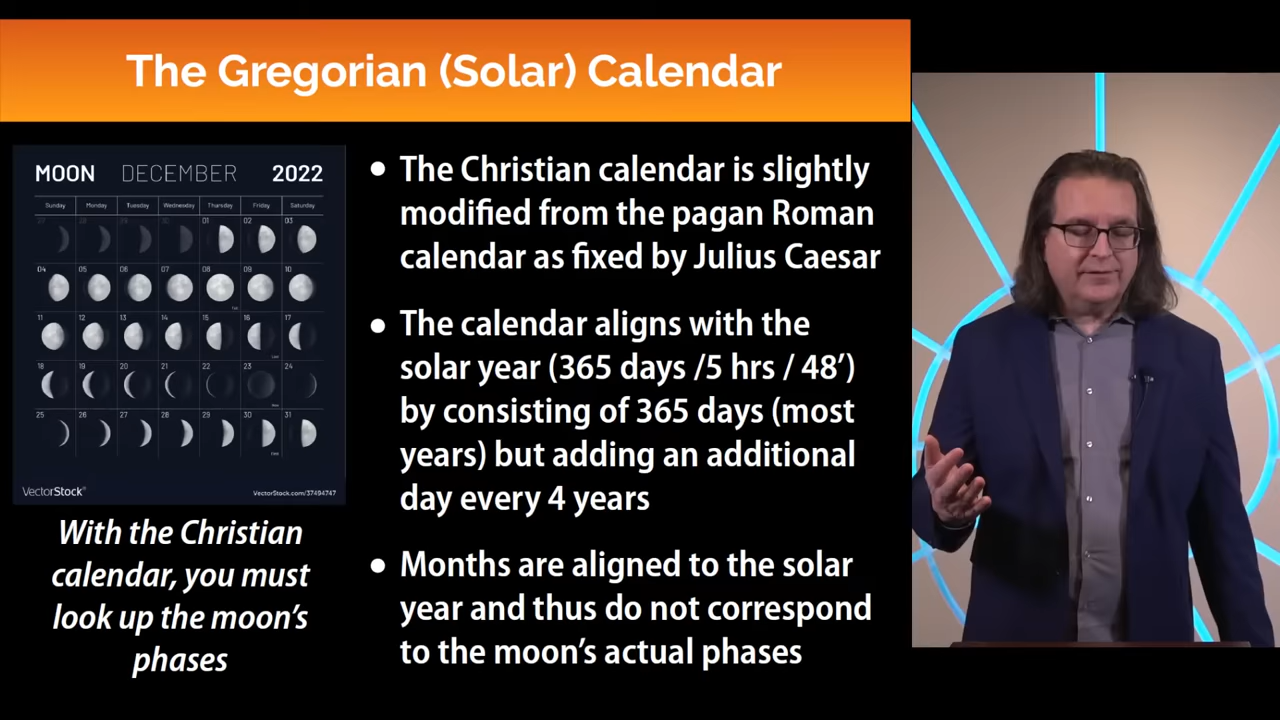 The Gregorian (Solar) Calendar
MOON DECEMBER 2022
Sunday Monday Tuesday Wednesday Thursday Friday Saturday
01 02 03
04 05 06 07 08 09 10
11 12 13 14 15 16 17
18 19 20 21 22 23 24
25 26 27 28 29 30 31
VectorStock® VectorStock.com/37494747
With the Christian
calendar, you must
look up the moon's
phases
• The Christian calendar is slightly
modified from the pagan Roman
calendar as fixed by Julius Caesar
• The calendar aligns with the
solar year (365 days /5 hrs / 48′)
by consisting of 365 days (most
years) but adding an additional
day every 4 years
• Months are aligned to the solar
year and thus do not correspond
to the moon's actual phases